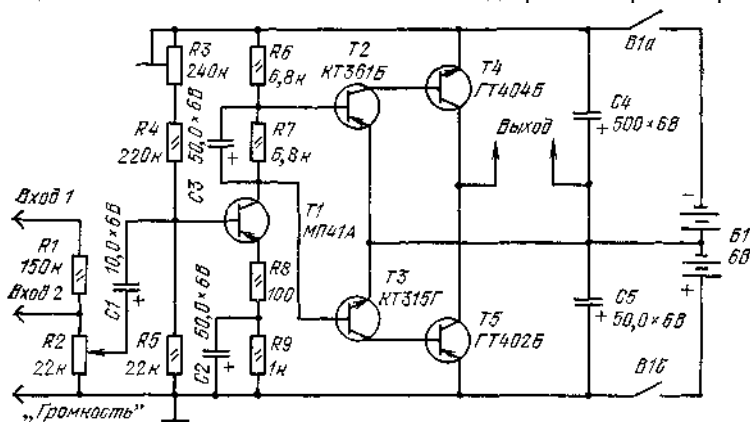 R3
240к
R6
6,8к
T2
КТ361Б
T4
ГТ404Б
В1а
R4
220к
50,0×6В
+
C3
R7
6,8к
Выход
C4
+ 500×6В
Вход 1
R1
150к
10,0×6В
C1
+
T1
МП41А
−
Б1
6В
+
Вход 2
R2
22к
R5
22к
50,0×6В
C2
+
R8
100
R9
1к
T3
КТ315Г
T5
ГТ402Б
C5
+ 50,0×6В
В1б
„Громкость”